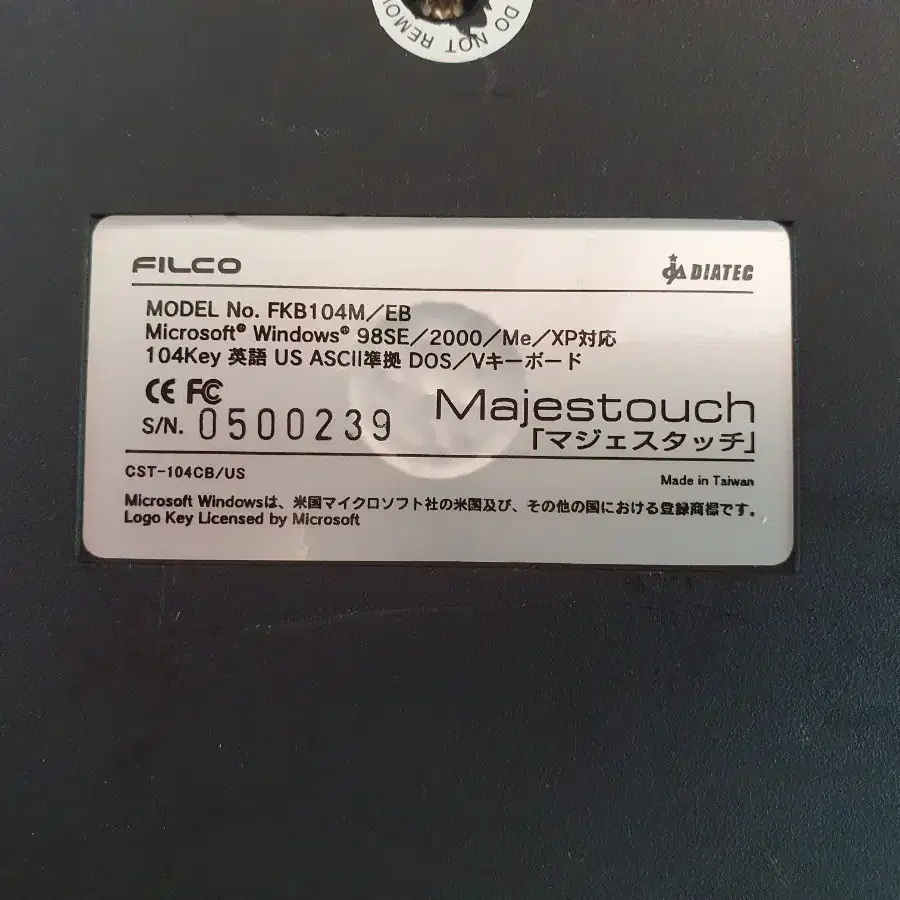 DO NOT REMO
FILCO
DIATEC
MODEL No. FKB104M/EB
Microsoft® Windows® 98SE/2000/Me/XP対応
104Key 英語 US ASCII準拠 DOS/Vキーボード
CE FC
S/N. 0500239
Majestouch
「マジェスタッチ」
CST-104CB/US
Made in Taiwan
Microsoft Windowsは、米国マイクロソフト社の米国及び、その他の国における登録商標です。
Logo Key Licensed by Microsoft